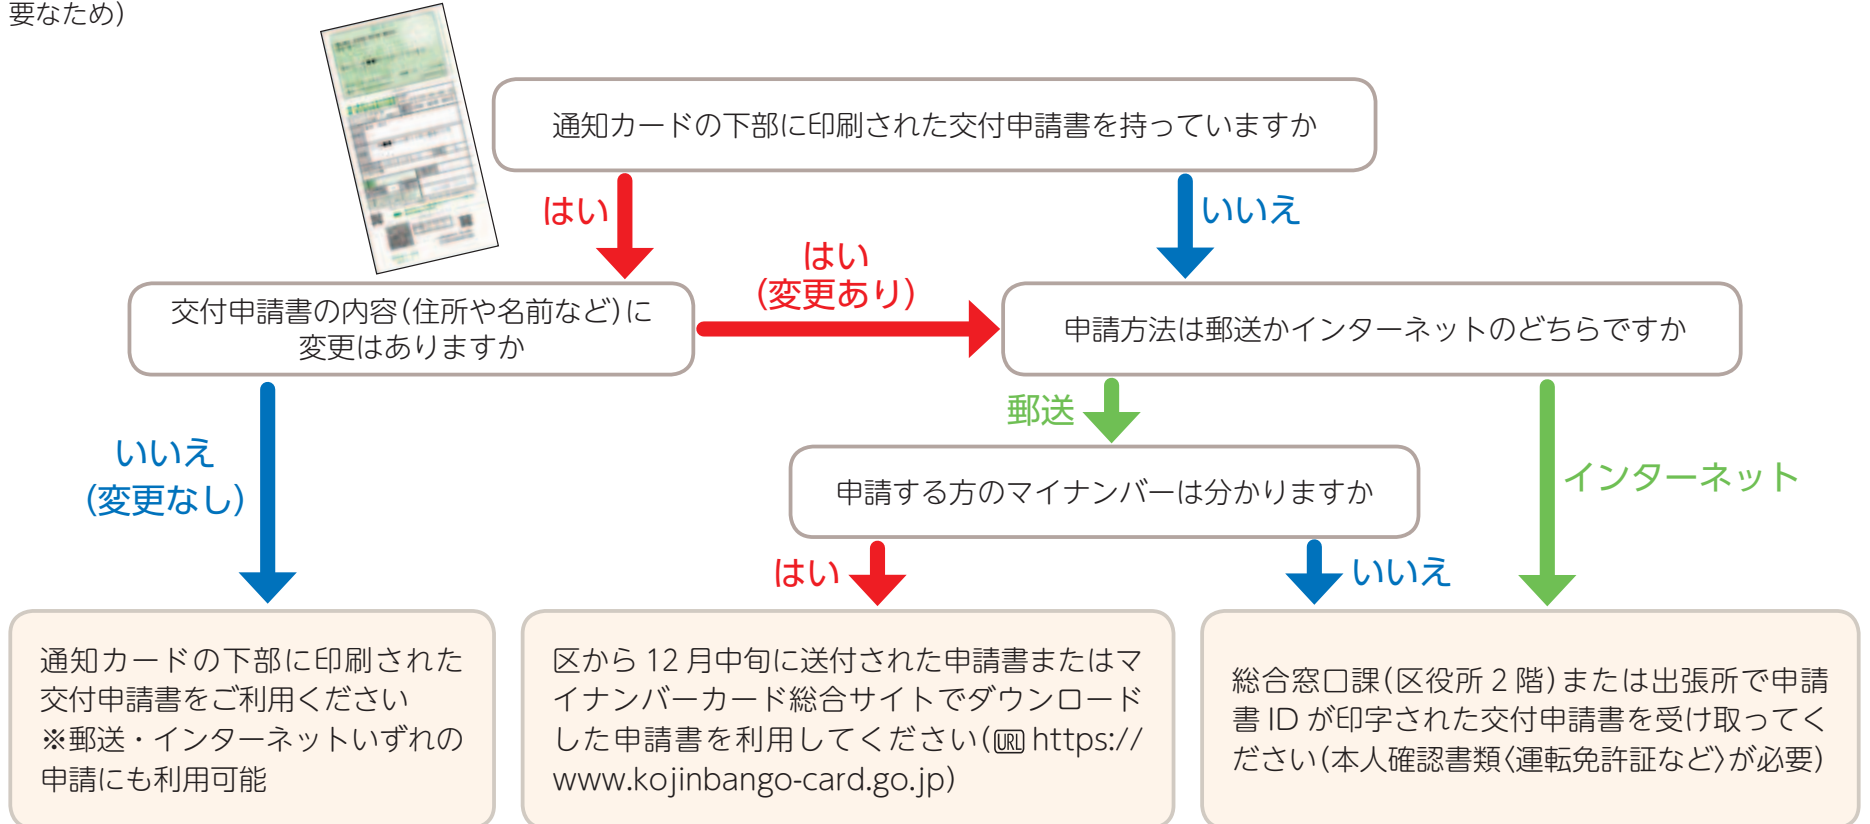 要なため)
通知カードの下部に印刷された交付申請書を持っていますか
はい
いいえ
はい
(変更あり)
交付申請書の内容(住所や名前など)に
変更はありますか
申請方法は郵送かインターネットのどちらですか
郵送
いいえ
(変更なし)
インターネット
申請する方のマイナンバーは分かりますか
はい
いいえ
通知カードの下部に印刷された
交付申請書をご利用ください
※郵送・インターネットいずれの
申請にも利用可能
区から12月中旬に送付された申請書またはマ
イナンバーカード総合サイトでダウンロード
した申請書を利用してください(URL https://
www.kojinbango-card.go.jp)
総合窓口課(区役所2階)または出張所で申請
書IDが印字された交付申請書を受け取ってく
ださい(本人確認書類〈運転免許証など〉が必要)